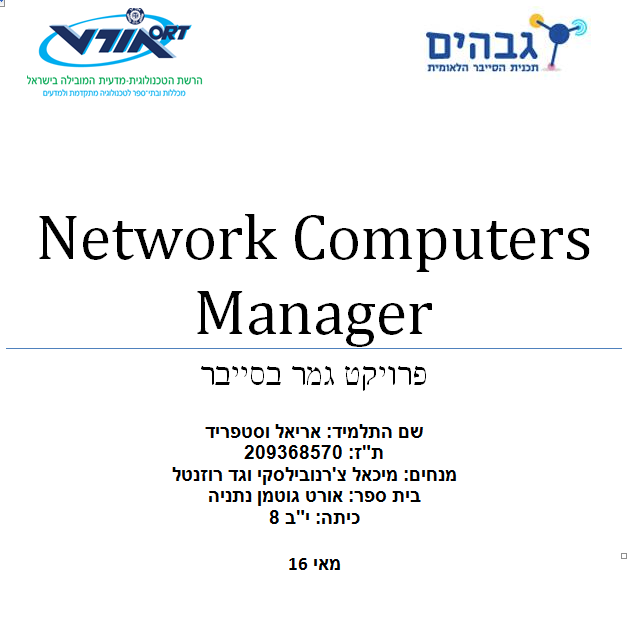 אורט ORT
הרשת הטכנולוגית-מדעית המובילה בישראל
מכללות ובתי-ספר לטכנולוגיה מתקדמת ולמדעים
גבהים
תכנית הסייבר הלאומית
Network Computers
Manager
פרויקט גמר בסייבר
שם התלמיד: אריאל וסטפריד
ת"ז: 209368570
מנחים: מיכאל צ'רנובילסקי וגד רוזנטל
בית ספר: אורט גוטמן נתניה
כיתה: י"ב 8
מאי 16